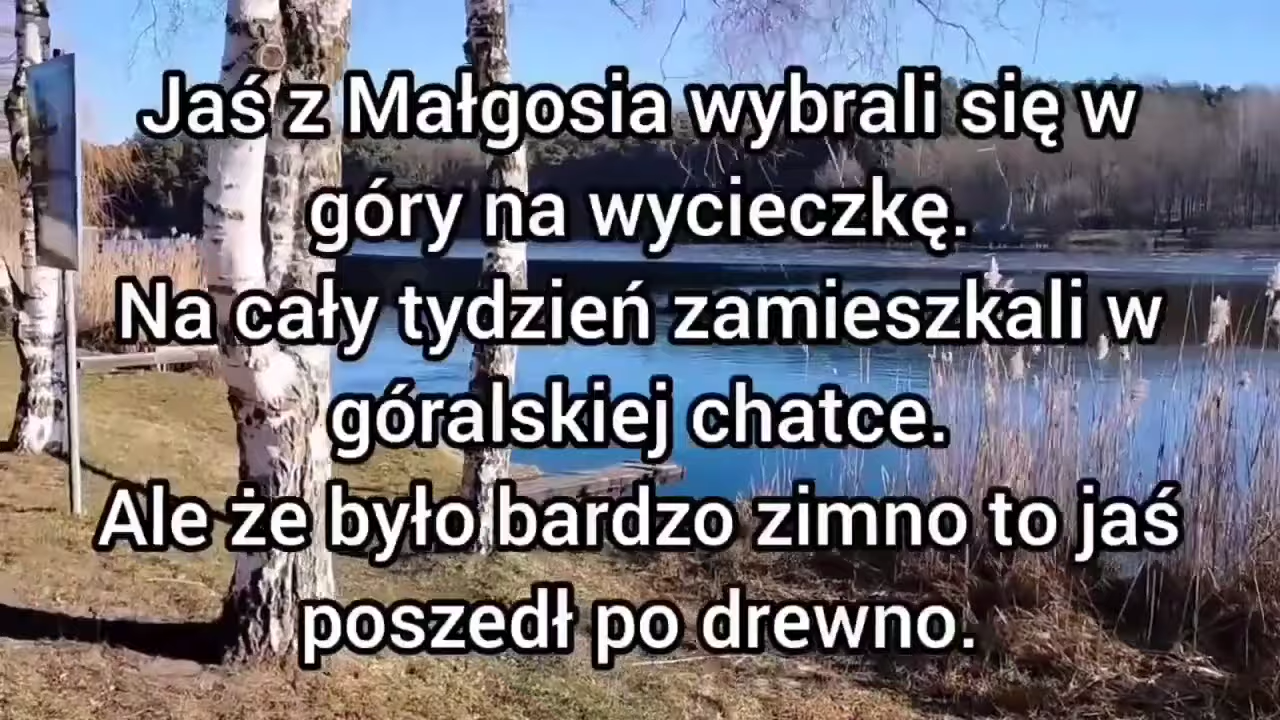 Jaś z Małgosia wybrali się w
góry na wycieczkę.
Na cały tydzień zamieszkali w
góralskiej chatce.
Ale że było bardzo zimno to jaś
poszedł po drewno.